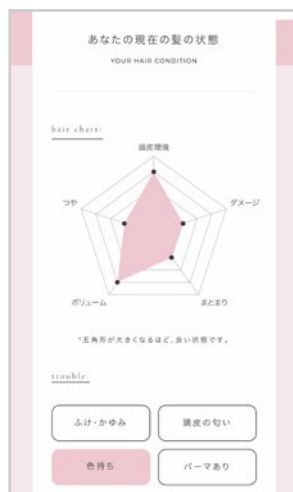 あなたの現在の髪の状態
YOUR HAIR CONDITION
hair chart:
頭皮環境
つや
ダメージ
ボリューム
まとまり
*五角形が大きくなるほど、良い状態です。
trouble:
ふけ・かゆみ
頭皮の匂い
色持ち
パーマあり